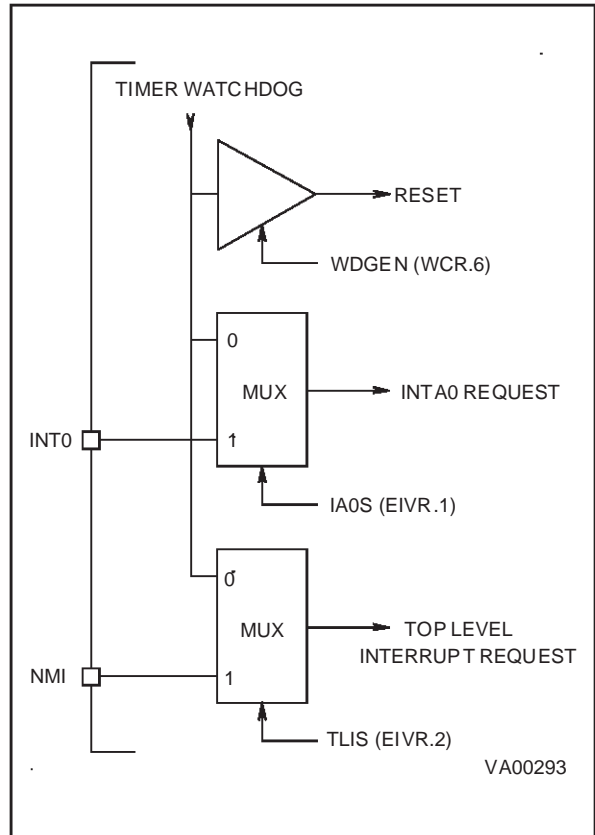 TIMER WATCHDOG
RESET
WDGEN (WCR.6)
0
MUX
INTA0 REQUEST
INT0
1
IA0S (EIVR.1)
0
MUX
TOP LEVEL
INTERRUPT REQUEST
NMI
1
TLIS (EIVR.2)
VA00293